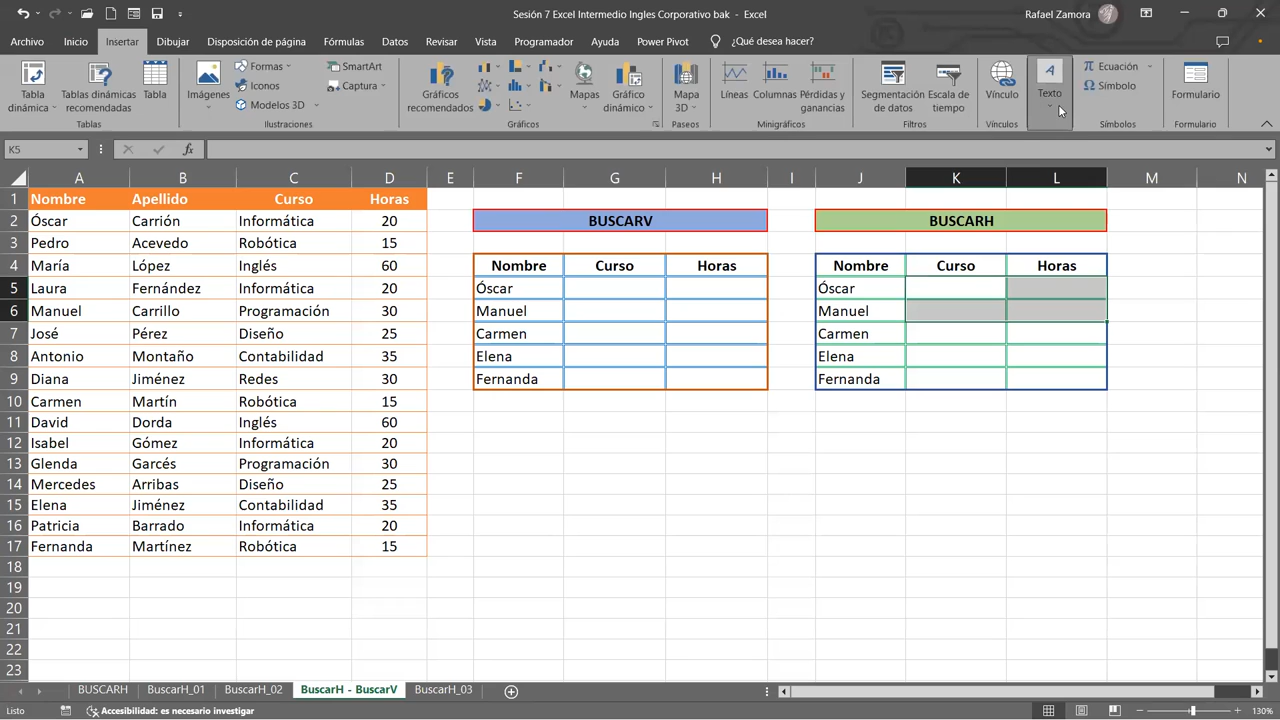 Sesión 7 Excel Intermedio Ingles Corporativo bak - Excel
Rafael Zamora
Archivo Inicio Insertar Dibujar Disposición de página Fórmulas Datos Revisar Vista Programador Ayuda Power Pivot ¿Qué desea hacer?
Tabla dinámica
Tablas dinámicas recomendadas
Tabla
Tablas
Imágenes
Formas
Iconos
Modelos 3D
SmartArt
Captura
Ilustraciones
Gráficos recomendados
Mapas
Gráfico dinámico
Gráficos
Mapa 3D
Paseos
Líneas
Columnas
Pérdidas y ganancias
Minigráficos
Segmentación de datos
Escala de tiempo
Filtros
Vínculo
Vínculos
Texto
Ecuación
Símbolo
Símbolos
Formulario
Formulario
K5 fx
A B C D E F G H I J K L M N
1 Nombre Apellido Curso Horas
2 Óscar Carrión Informática 20 BUSCARV BUSCARH
3 Pedro Acevedo Robótica 15
4 María López Inglés 60 Nombre Curso Horas Nombre Curso Horas
5 Laura Fernández Informática 20 Óscar Óscar
6 Manuel Carrillo Programación 30 Manuel Manuel
7 José Pérez Diseño 25 Carmen Carmen
8 Antonio Montaño Contabilidad 35 Elena Elena
9 Diana Jiménez Redes 30 Fernanda Fernanda
10 Carmen Martín Robótica 15
11 David Dorda Inglés 60
12 Isabel Gómez Informática 20
13 Glenda Garcés Programación 30
14 Mercedes Arribas Diseño 25
15 Elena Jiménez Contabilidad 35
16 Patricia Barrado Informática 20
17 Fernanda Martínez Robótica 15
18
19
20
21
22
23
BUSCARH BuscarH_01 BuscarH_02 BuscarH - BuscarV BuscarH_03
Listo Accesibilidad: es necesario investigar 130%